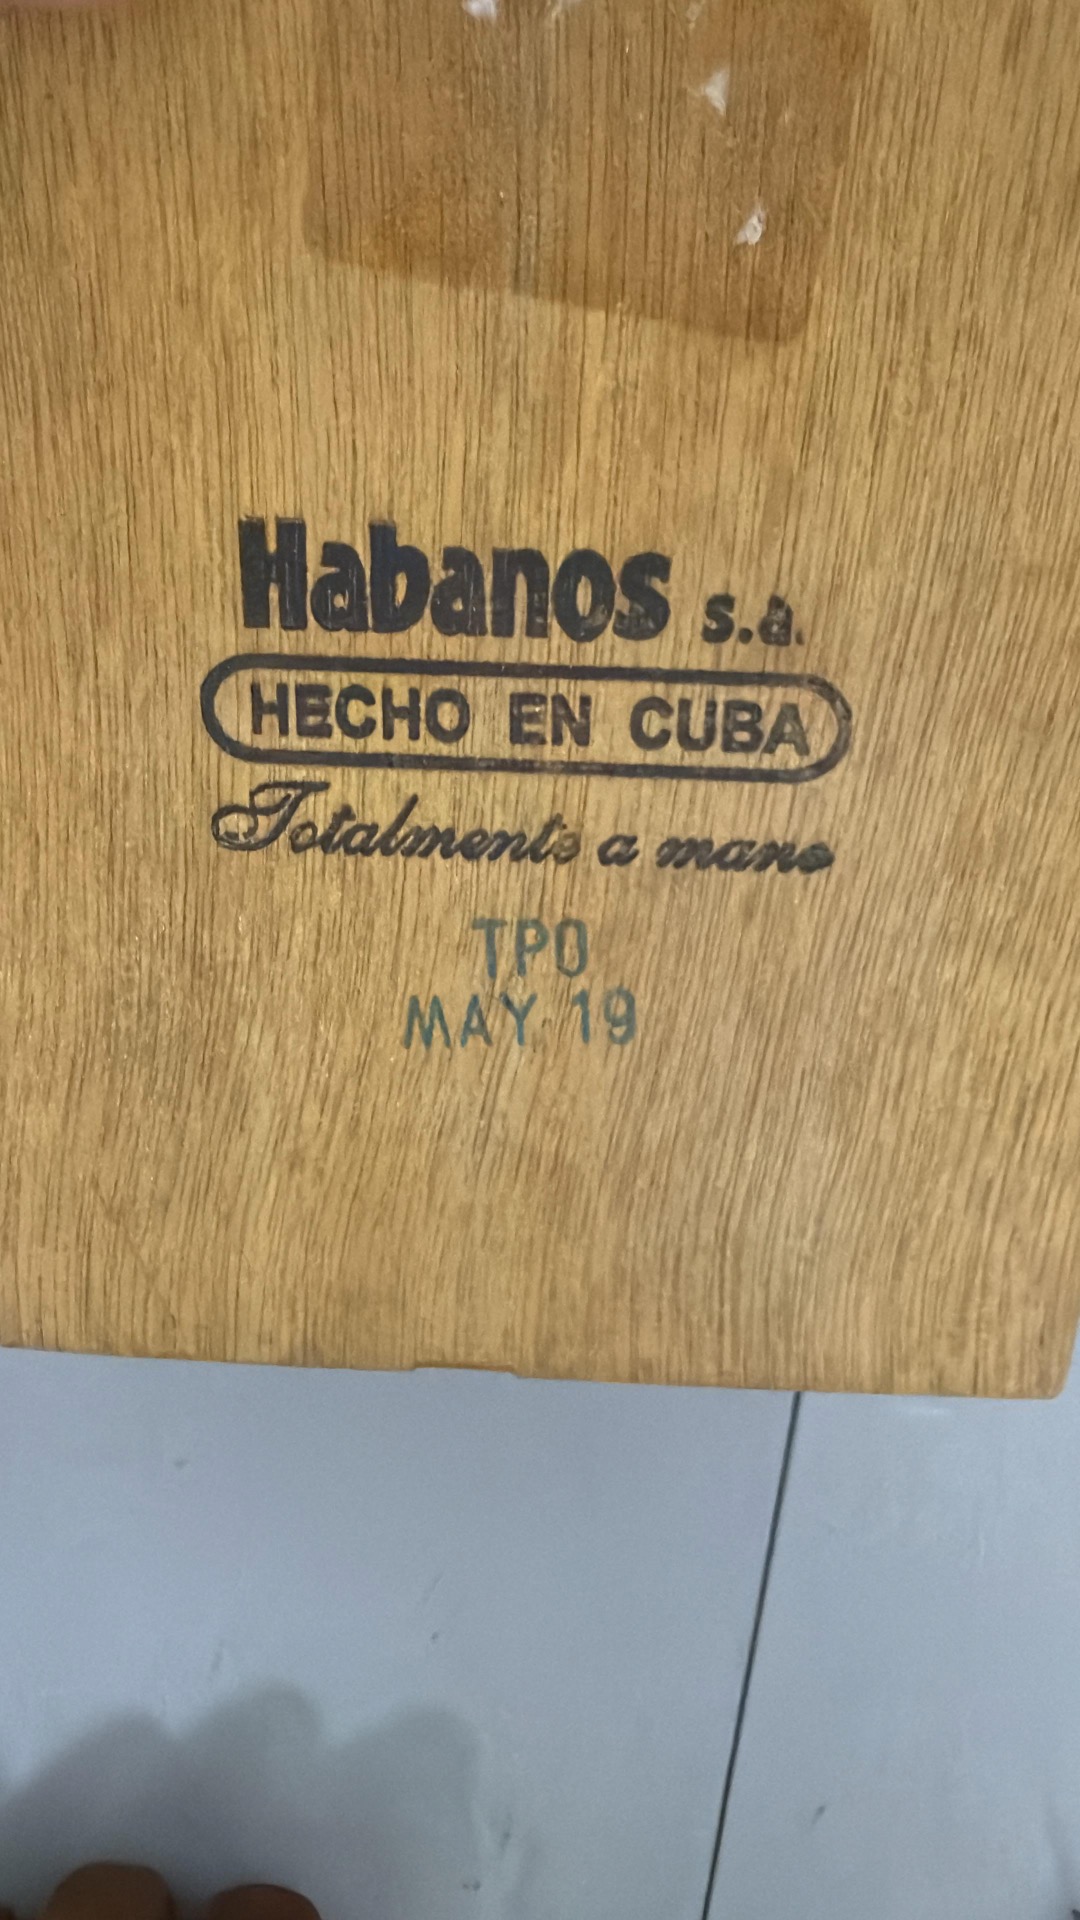 Habanos s.a.
HECHO EN CUBA
Totalmente a mano
TPO
MAY 19